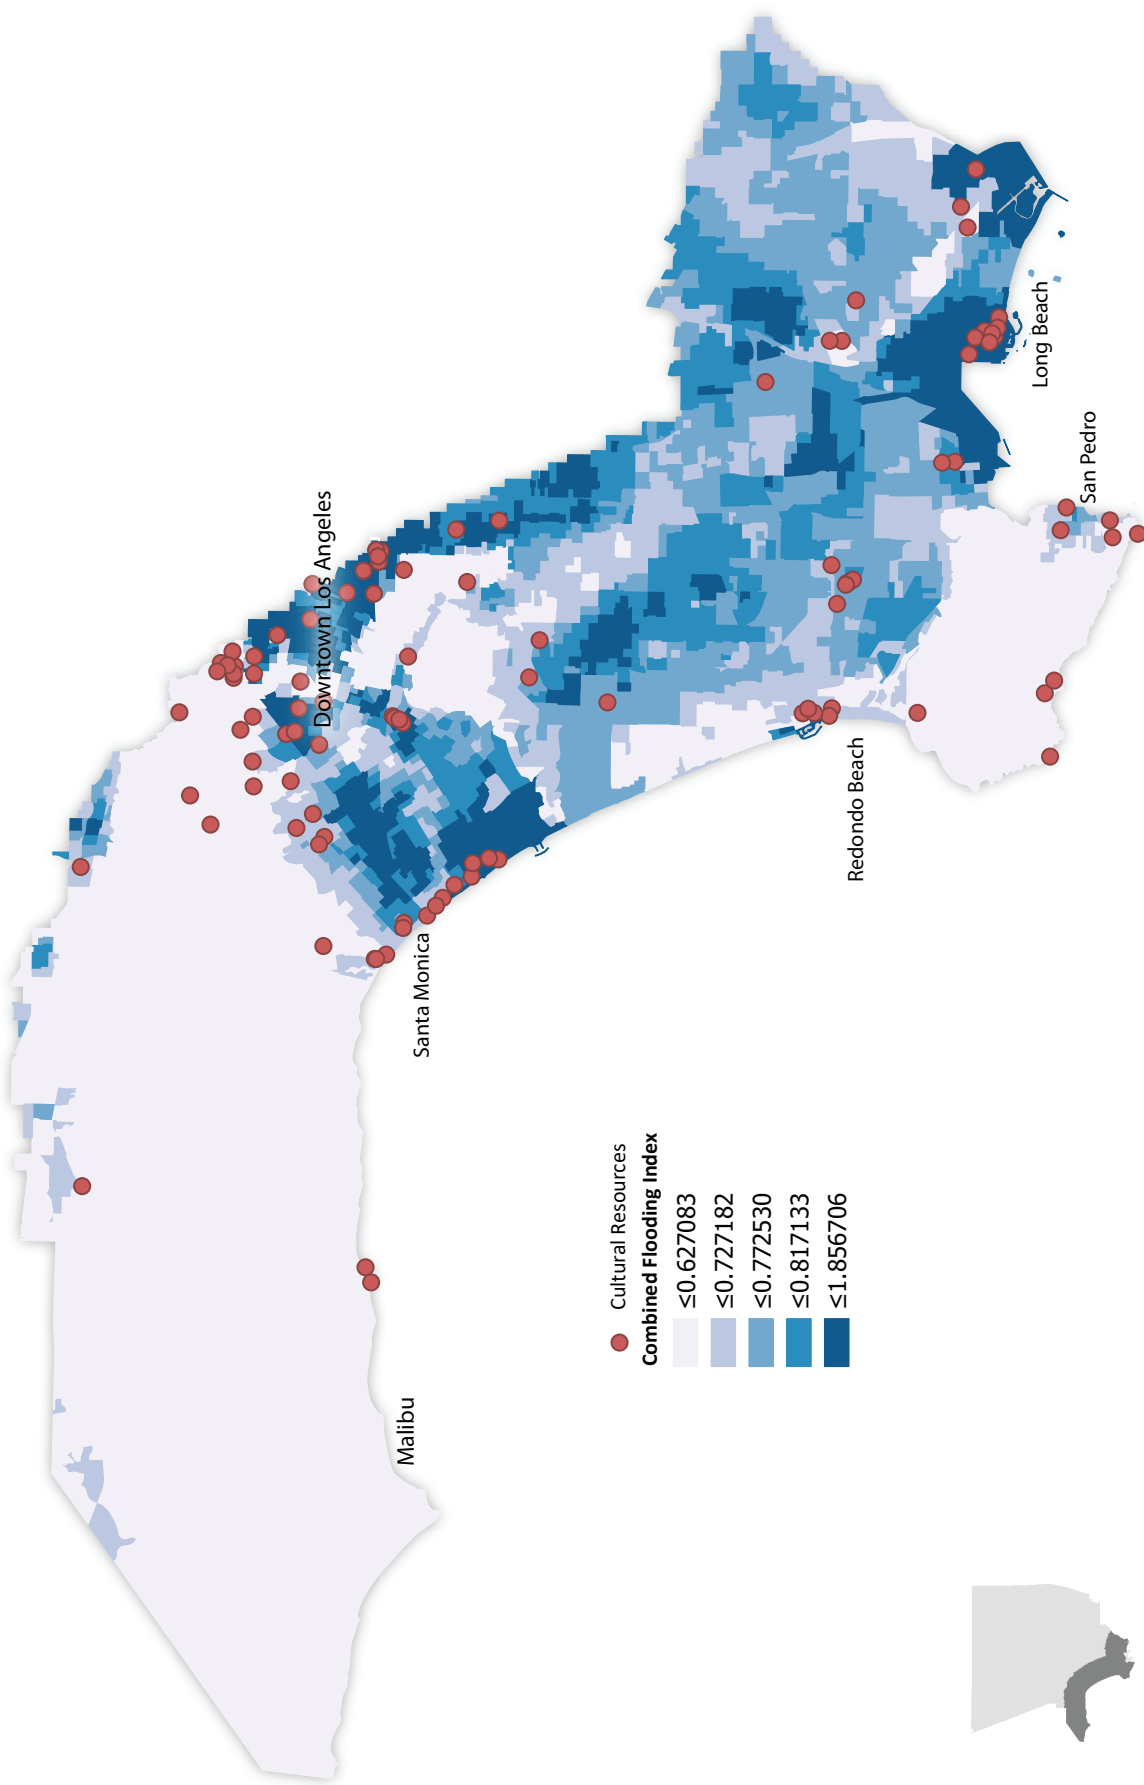 Downtown Los Angeles
Santa Monica
Malibu
Redondo Beach
Long Beach
San Pedro
Cultural Resources
Combined Flooding Index
≤0.627083
≤0.727182
≤0.772530
≤0.817133
≤1.856706